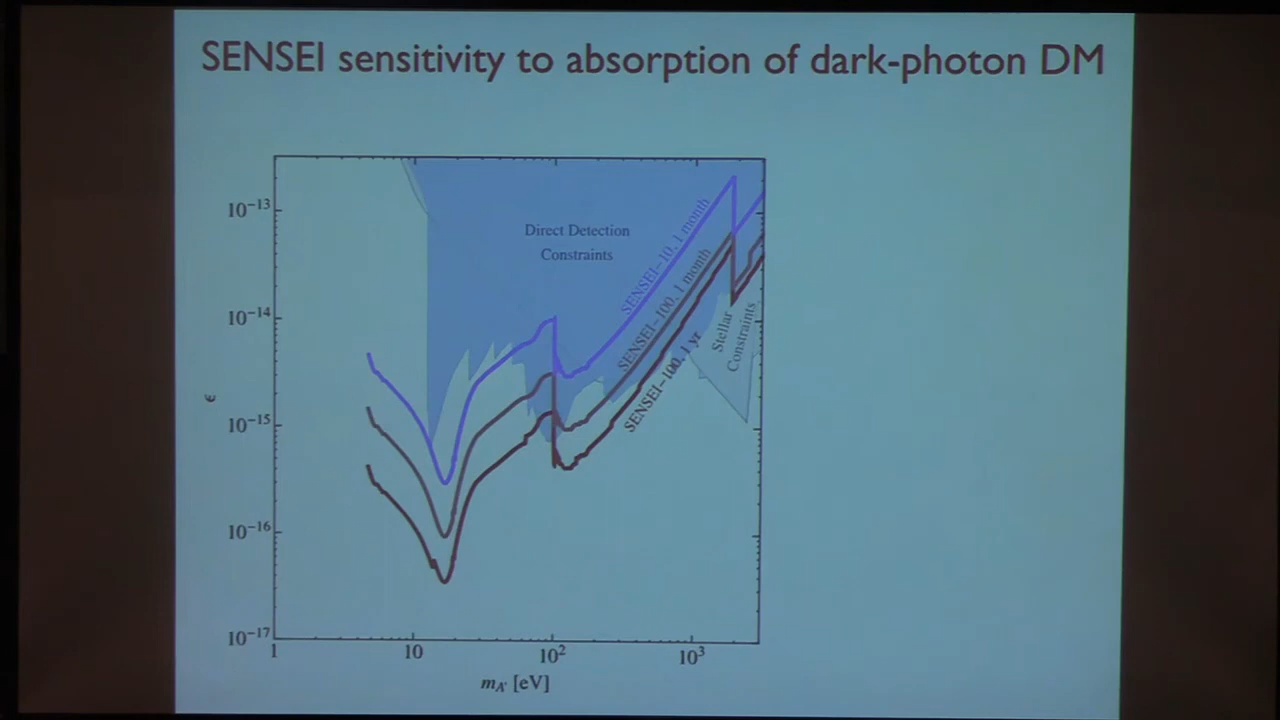 SENSEI sensitivity to absorption of dark-photon DM
10⁻¹³
10⁻¹⁴
10⁻¹⁵
10⁻¹⁶
10⁻¹⁷
ϵ
Direct Detection
Constraints
SENSEI-10, 1 month
SENSEI-100, 1 month
SENSEI-100, 1 yr
Stellar
Constraints
1
10
10²
10³
mA' [eV]